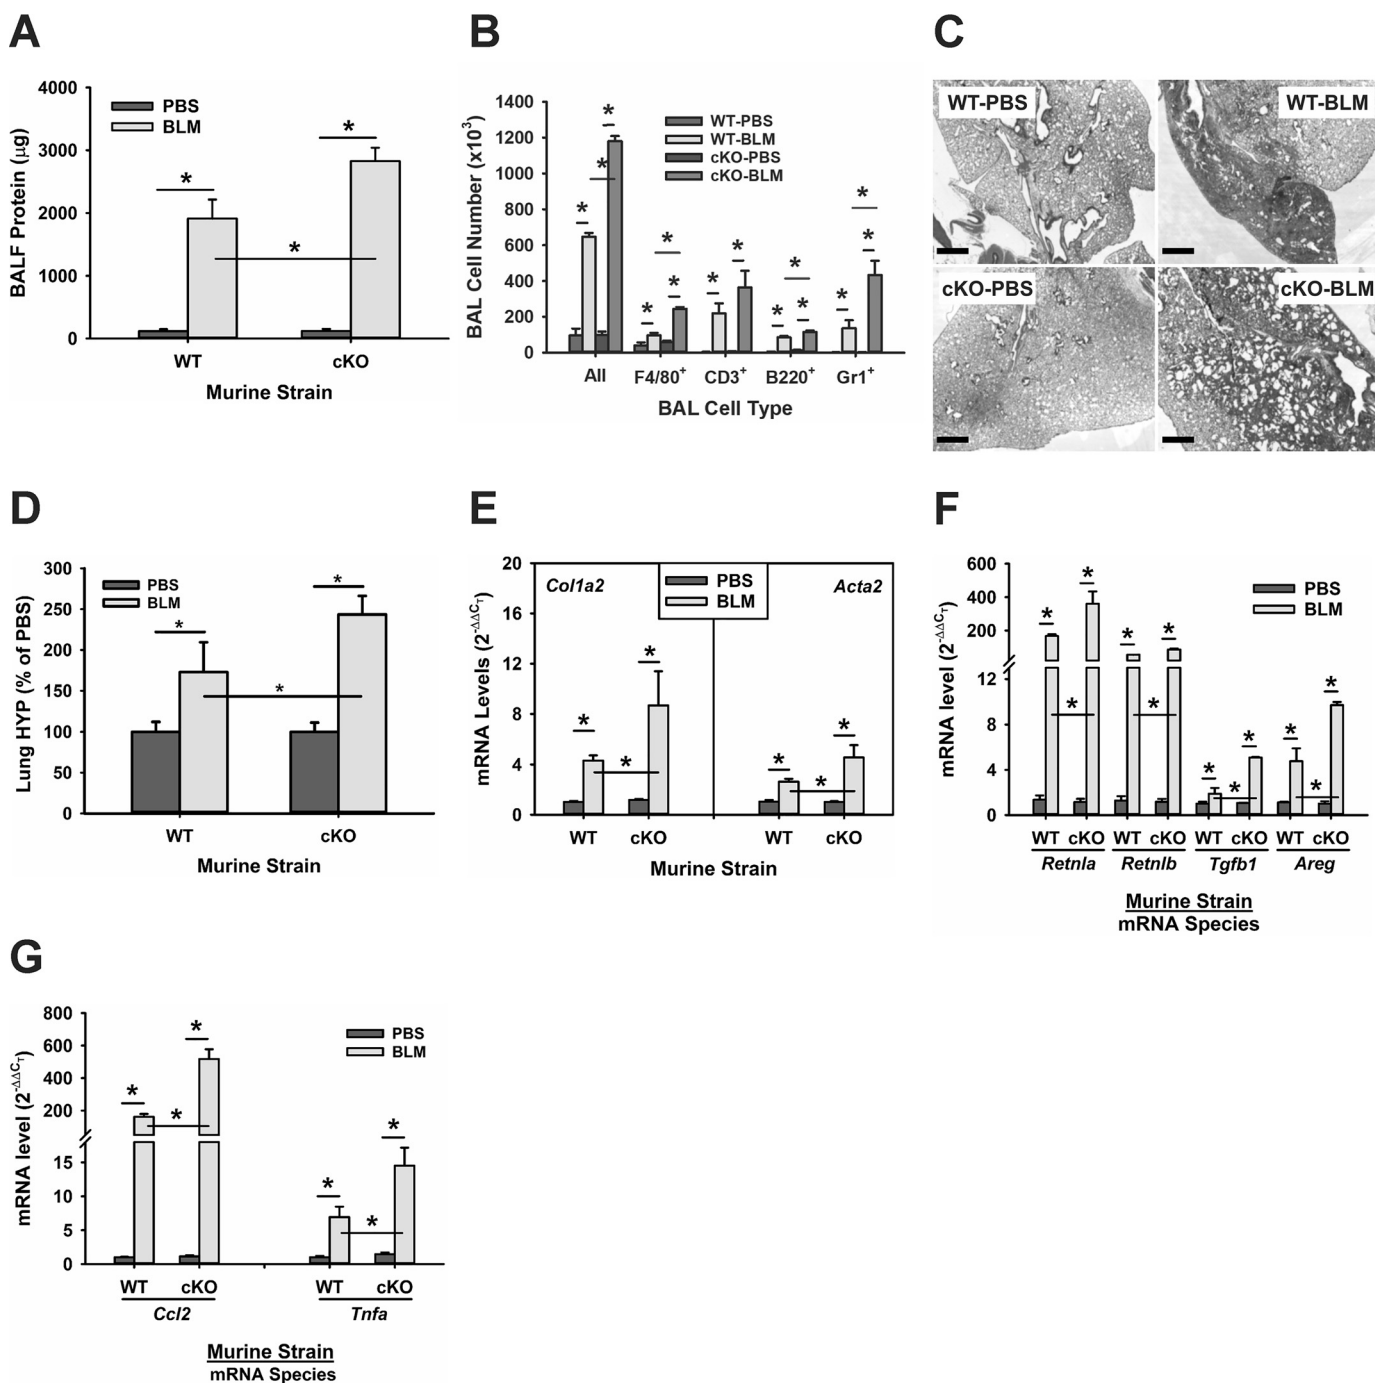 A
4000
3000
2000
1000
0
BALF Protein (µg)
PBS
BLM
*
*
*
WT
cKO
Murine Strain
B
1400
1200
1000
800
600
400
200
0
BAL Cell Number (x10³)
WT-PBS
WT-BLM
cKO-PBS
cKO-BLM
*
*
*
*
*
*
*
*
*
*
*
*
*
*
All
F4/80⁺
CD3⁺
B220⁺
Gr1⁺
BAL Cell Type
C
WT-PBS
WT-BLM
cKO-PBS
cKO-BLM
D
300
250
200
150
100
50
0
Lung HYP (% of PBS)
PBS
BLM
*
*
*
WT
cKO
Murine Strain
E
20
16
12
8
4
0
mRNA Levels (2^-ΔΔC_T)
Col1a2
PBS
BLM
Acta2
*
*
*
*
*
*
WT
cKO
WT
cKO
Murine Strain
F
600
400
200
12
8
4
0
mRNA level (2^-ΔΔC_T)
PBS
BLM
*
*
*
*
*
*
*
*
*
*
*
*
WT cKO WT cKO WT cKO WT cKO
Retnla Retnlb Tgfb1 Areg
Murine Strain
mRNA Species
G
800
600
400
200
15
10
5
0
mRNA level (2^-ΔΔC_T)
PBS
BLM
*
*
*
*
*
*
WT cKO WT cKO
Ccl2 Tnfa
Murine Strain
mRNA Species